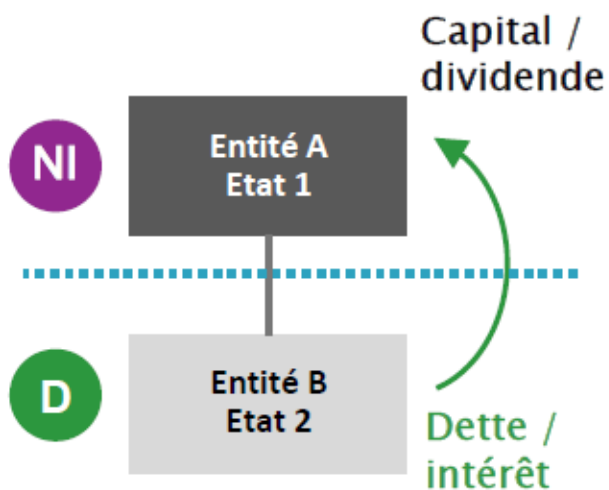 Capital /
dividende
NI
Entité A
Etat 1
D
Entité B
Etat 2
Dette /
intérêt